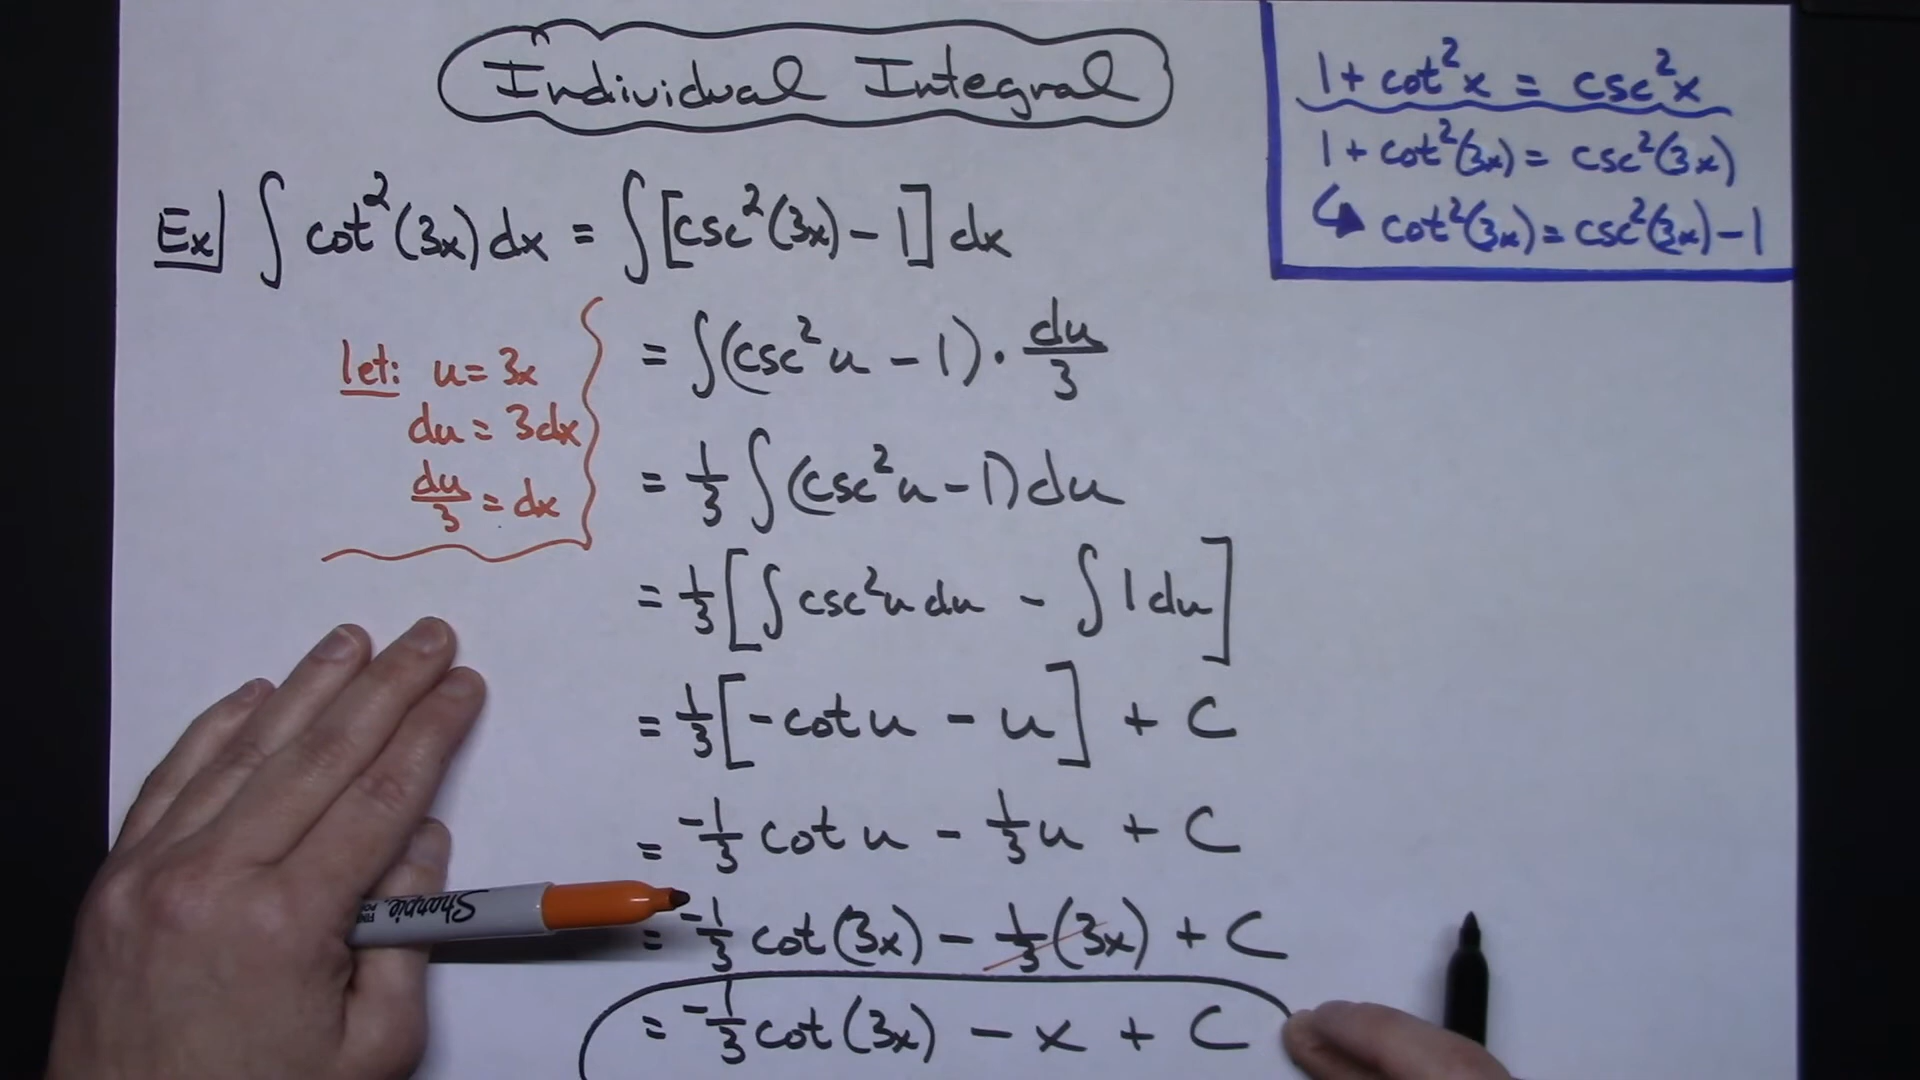 Individual Integral
1 + cot²x = csc²x
1 + cot²(3x) = csc²(3x)
↳ cot²(3x) = csc²(3x) - 1
Ex ∫ cot²(3x) dx = ∫ [csc²(3x) - 1] dx
let: u = 3x
du = 3dx
du/3 = dx
= ∫(csc²u - 1) · du/3
= 1/3 ∫ (csc²u - 1) du
= 1/3 [∫ csc²u du - ∫ 1 du]
= 1/3 [-cot u - u] + C
= -1/3 cot u - 1/3 u + C
= -1/3 cot(3x) - 1/3 (3x) + C
= -1/3 cot(3x) - x + C
Sharpie